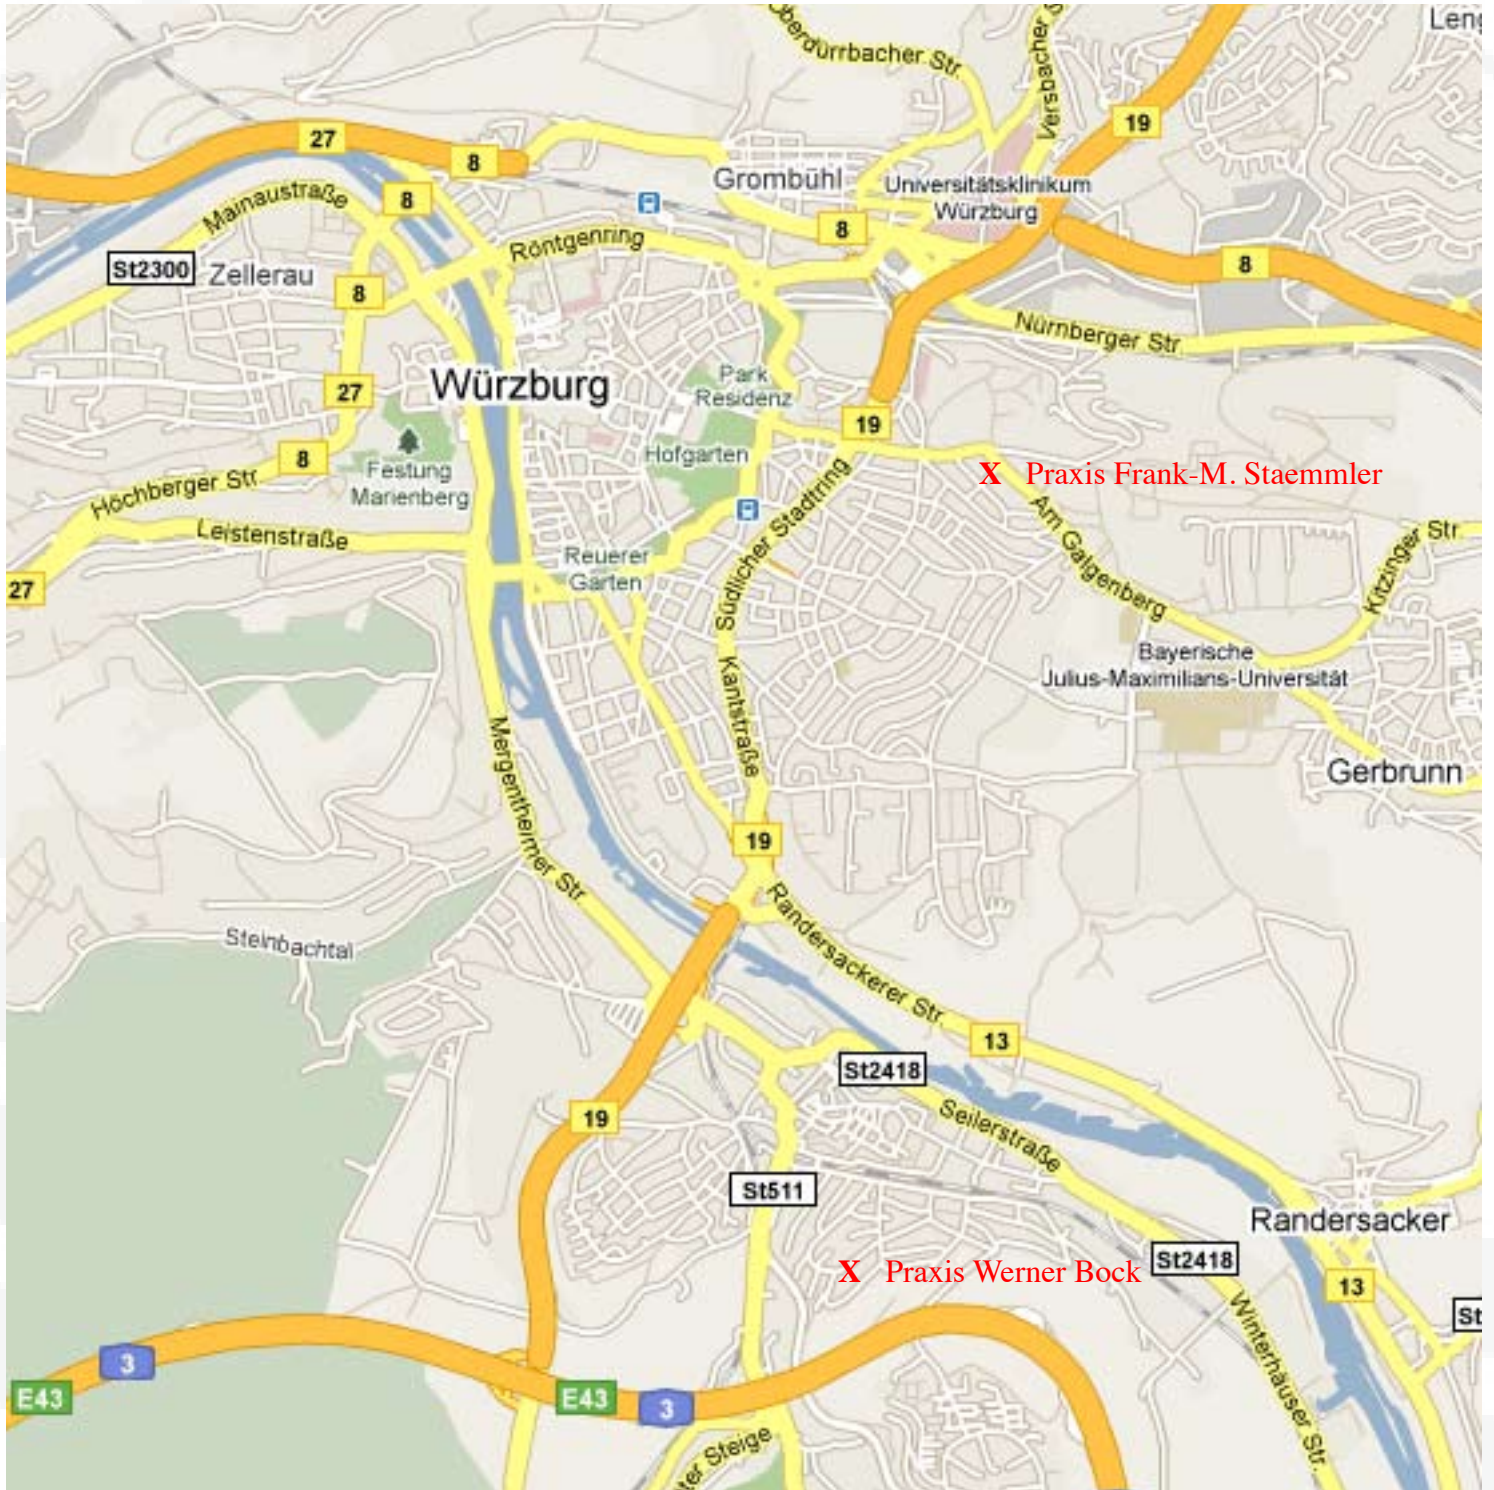 Oberdürrbacher Str.
Versbacher S
Leng
19
27
8
Grombühl
Universitätsklinikum
Würzburg
Mainaustraße
8
8
Röntgenring
St2300
Zellerau
8
8
Nürnberger Str.
Würzburg
Park
Residenz
27
19
Hofgarten
8
Festung
Marienberg
X Praxis Frank-M. Staemmler
Höchberger Str
Leistenstraße
Südlicher Stadtring
Am Galgenberg
Kitzinger Str.
27
Reuerer
Garten
Bayerische
Julius-Maximilians-Universität
Kantstraße
Mergentheimer Str.
Gerbrunn
19
Steinbachtal
Randersackerer Str.
13
St2418
19
Seilerstraße
St511
Randersacker
X Praxis Werner Bock
St2418
13
Winterhäuser Str.
St
3
E43
E43
3
ter Steige